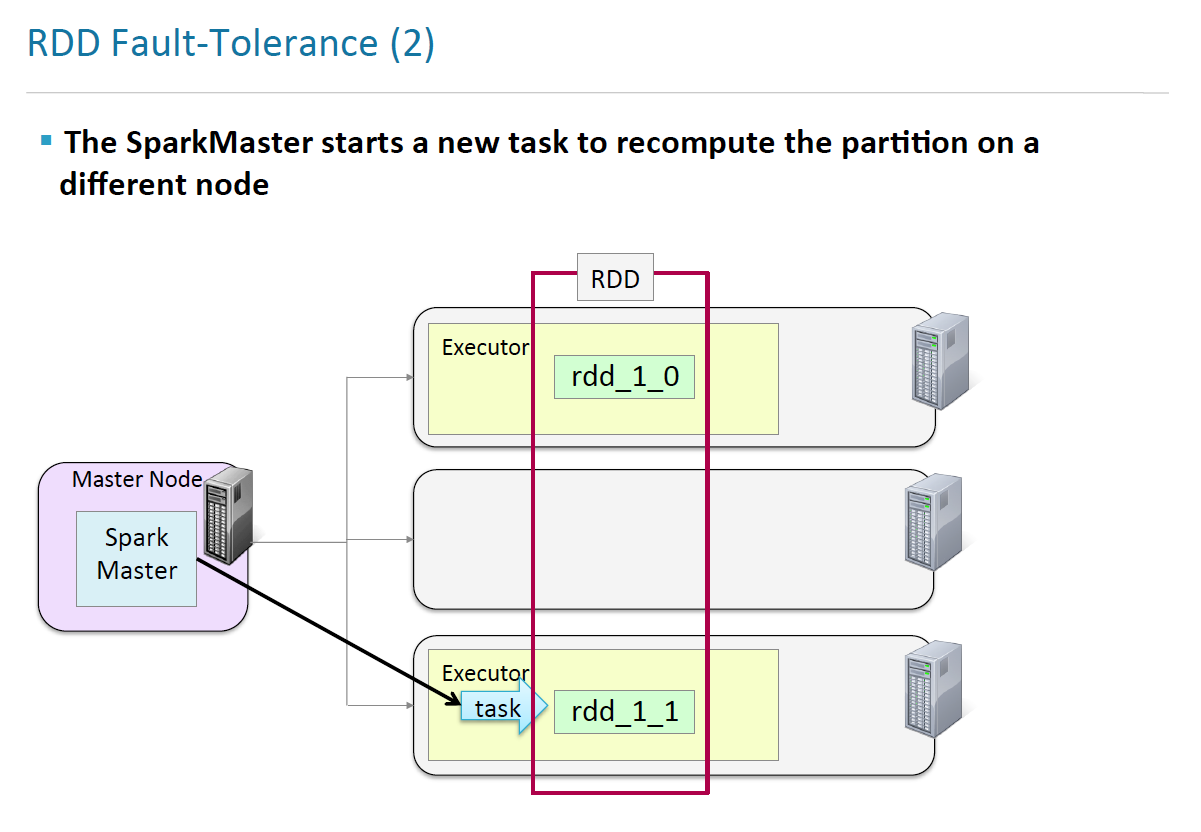 RDD Fault-Tolerance (2)
The SparkMaster starts a new task to recompute the partition on a
different node
RDD
Executor
rdd_1_0
Master Node
Spark
Master
Executor
task
rdd_1_1